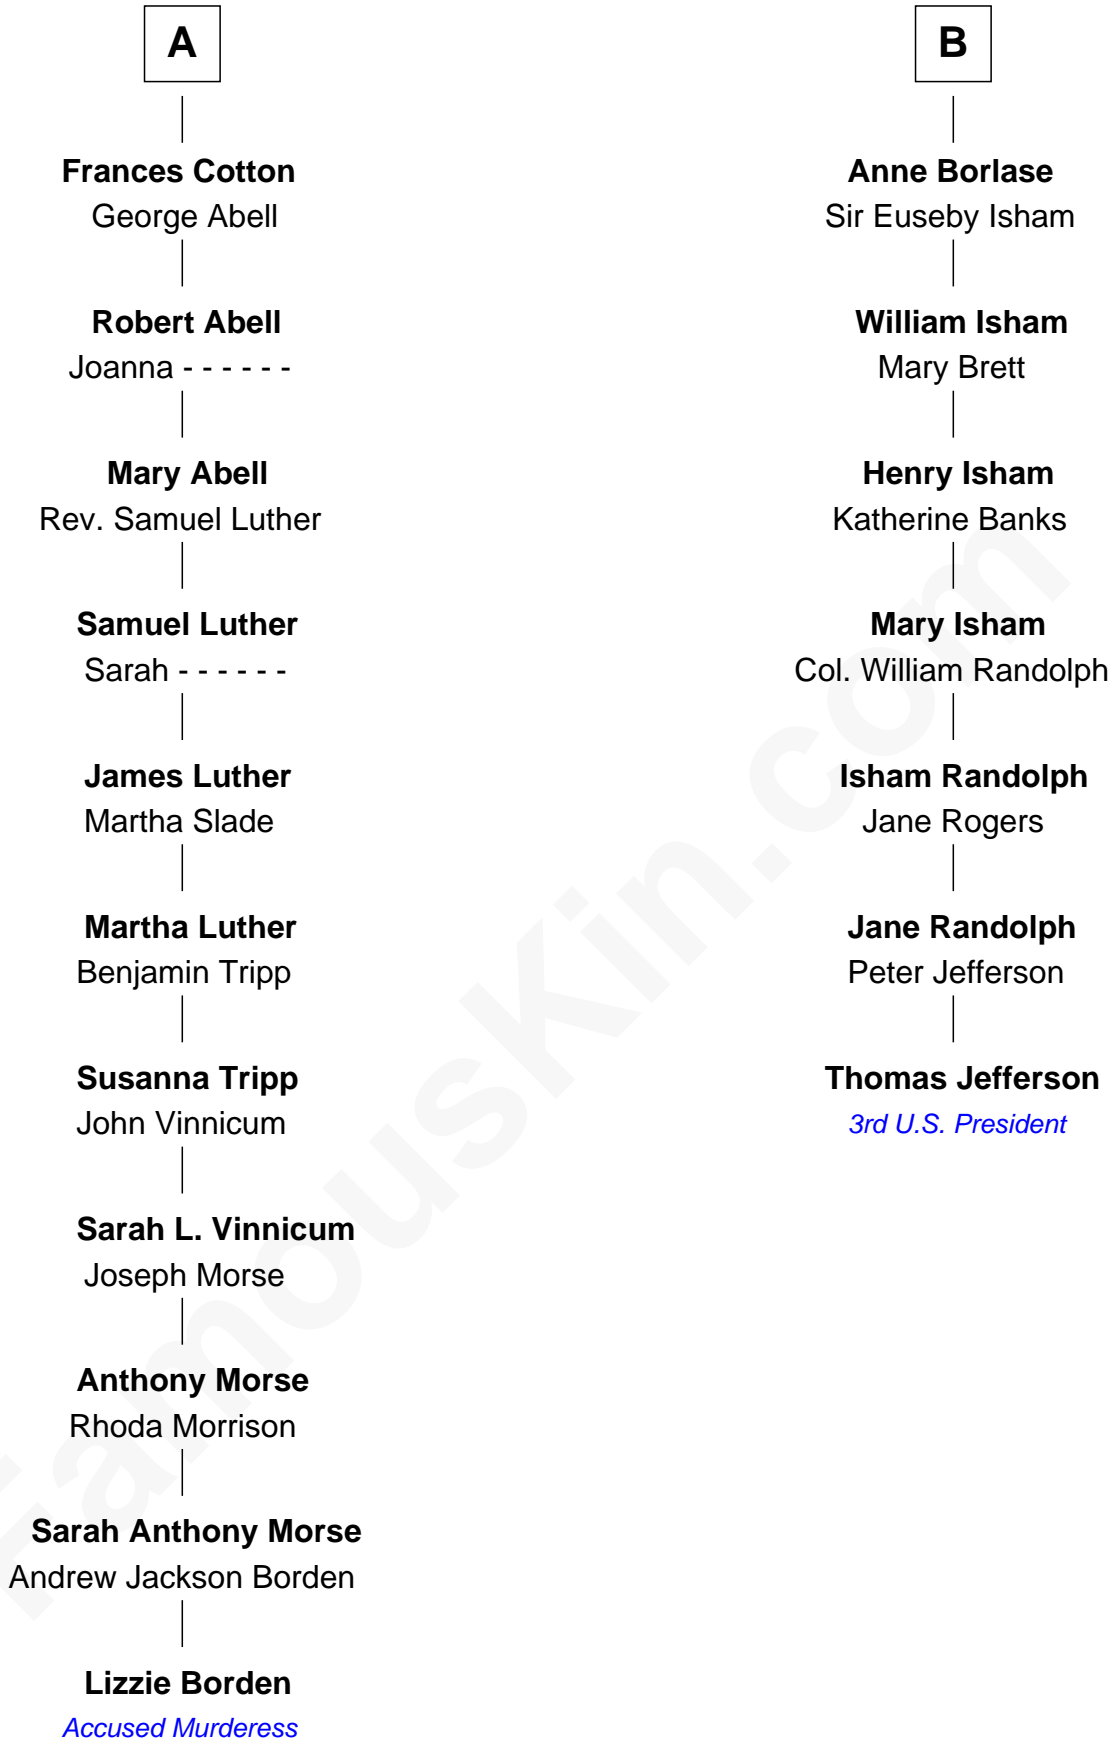 A
Frances Cotton
George Abell
Robert Abell
Joanna - - - - - -
Mary Abell
Rev. Samuel Luther
Samuel Luther
Sarah - - - - - -
James Luther
Martha Slade
Martha Luther
Benjamin Tripp
Susanna Tripp
John Vinnicum
Sarah L. Vinnicum
Joseph Morse
Anthony Morse
Rhoda Morrison
Sarah Anthony Morse
Andrew Jackson Borden
Lizzie Borden
Accused Murderess
B
Anne Borlase
Sir Euseby Isham
William Isham
Mary Brett
Henry Isham
Katherine Banks
Mary Isham
Col. William Randolph
Isham Randolph
Jane Rogers
Jane Randolph
Peter Jefferson
Thomas Jefferson
3rd U.S. President
FamousKin.com